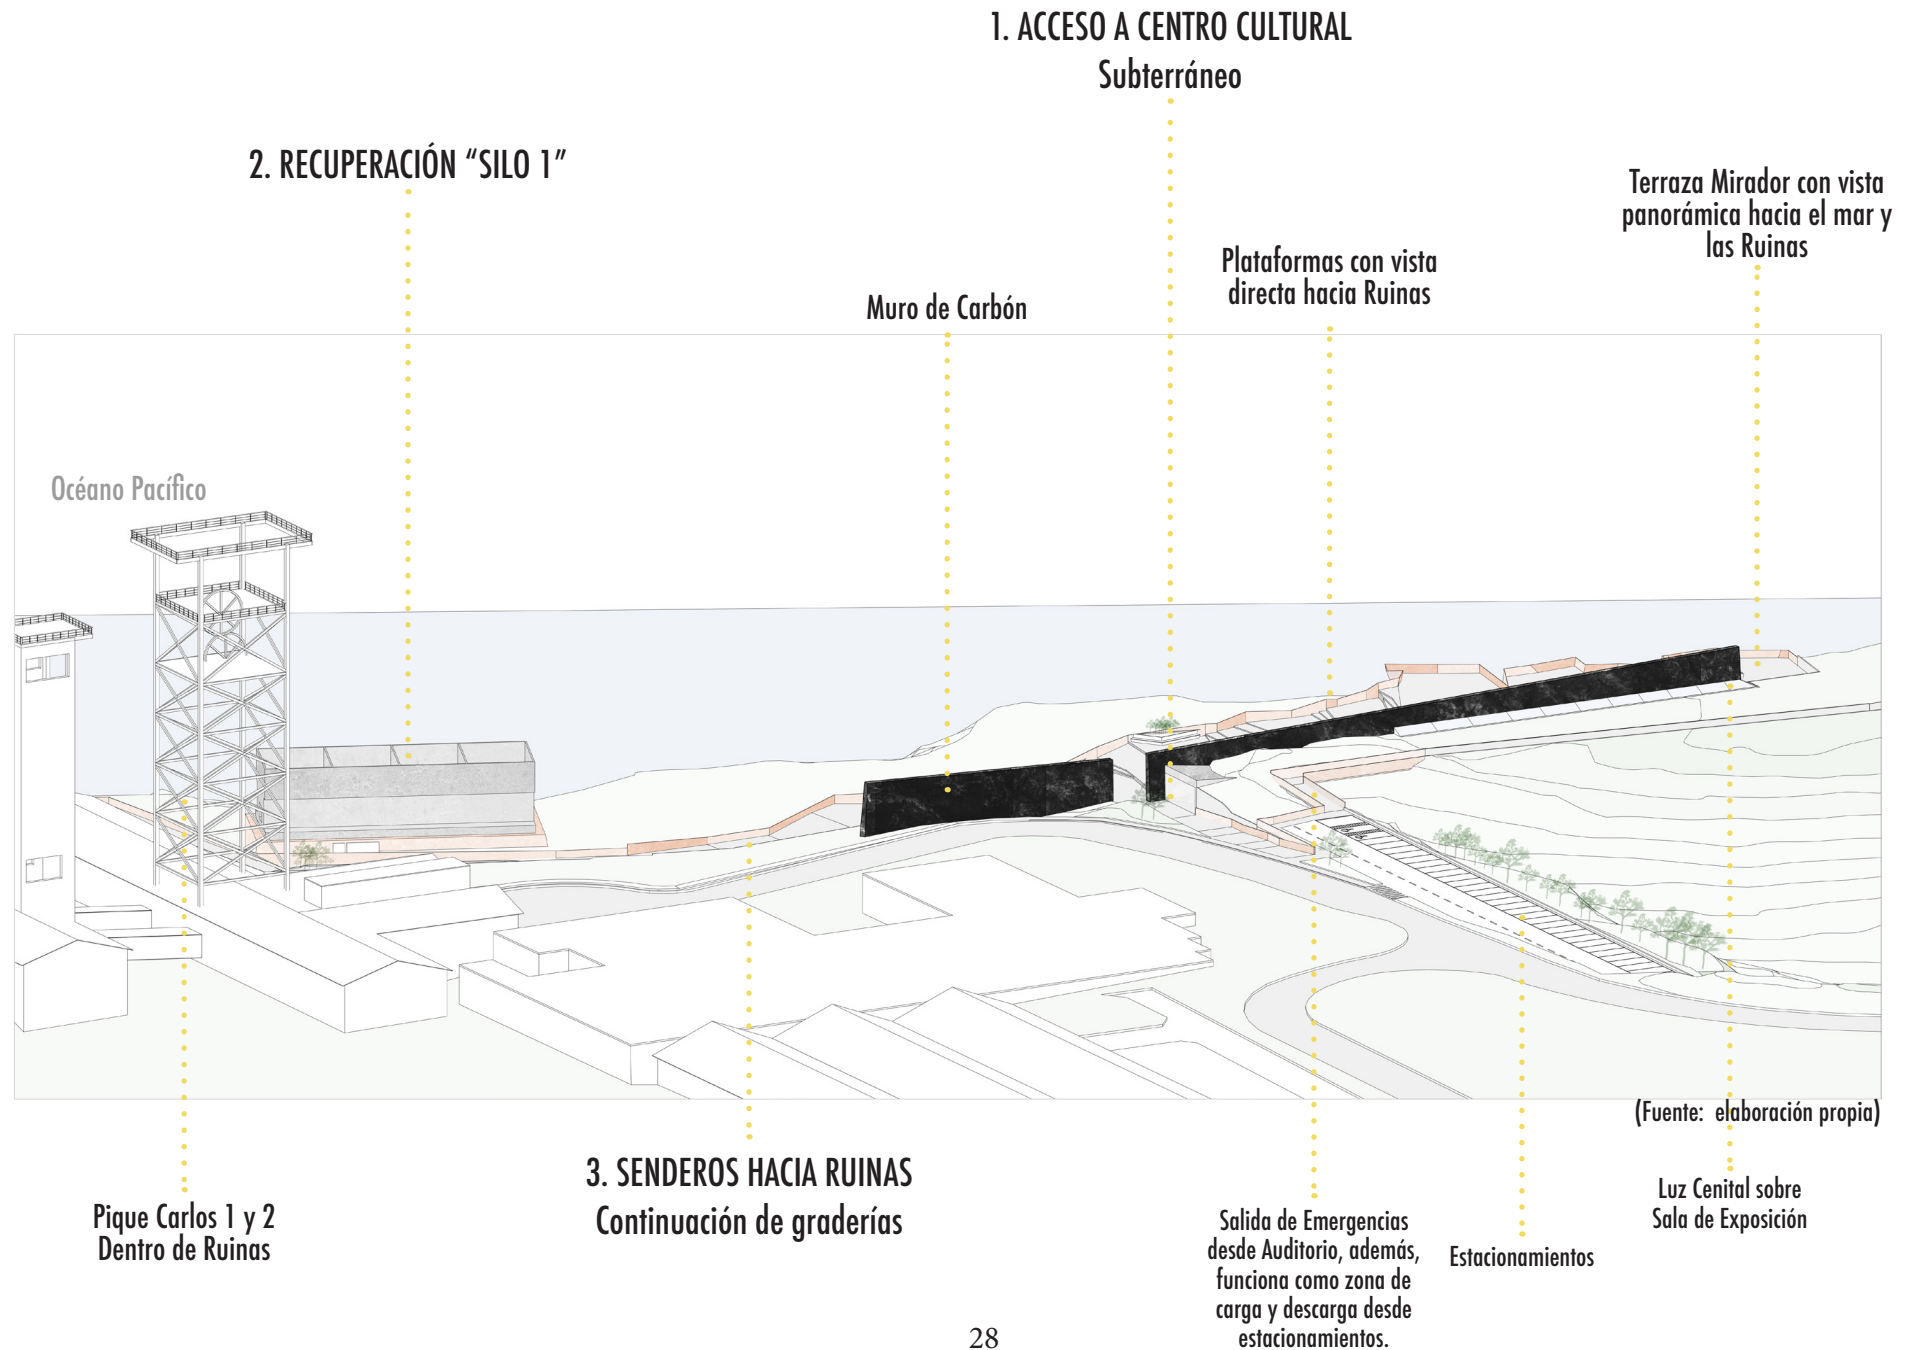 1. ACCESO A CENTRO CULTURAL
Subterráneo
2. RECUPERACIÓN “SILO 1”
Terraza Mirador con vista
panorámica hacia el mar y
las Ruinas
Plataformas con vista
directa hacia Ruinas
Muro de Carbón
Océano Pacífico
(Fuente: elaboración propia)
3. SENDEROS HACIA RUINAS
Continuación de graderías
Pique Carlos 1 y 2
Dentro de Ruinas
Salida de Emergencias
desde Auditorio, además,
funciona como zona de
carga y descarga desde
estacionamientos.
Estacionamientos
Luz Cenital sobre
Sala de Exposición
28